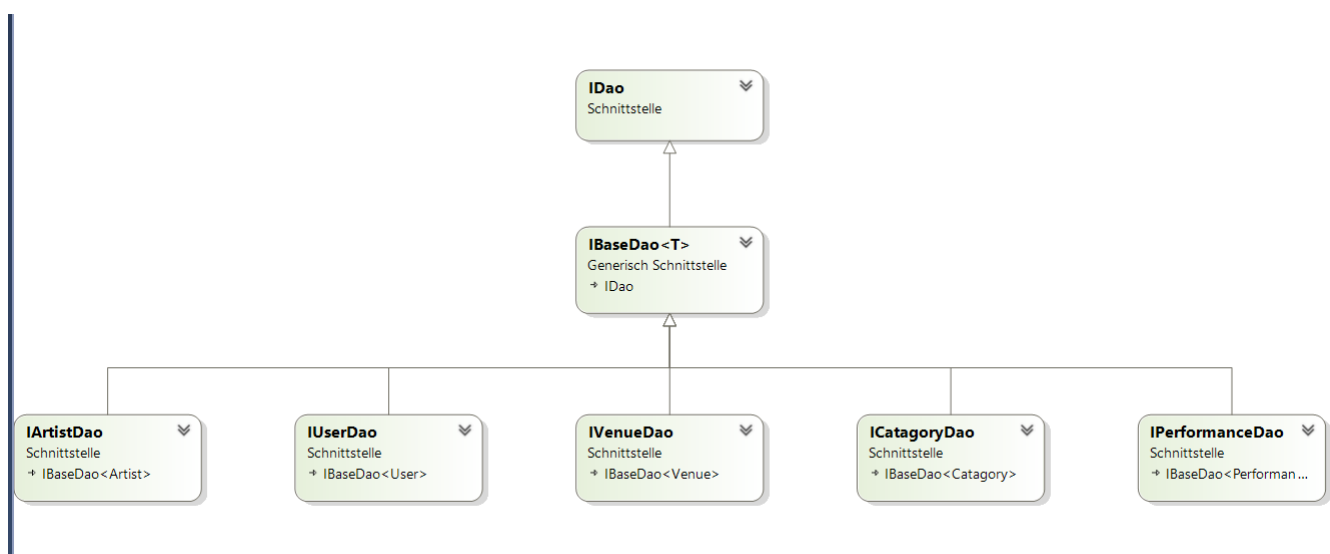 IDao
Schnittstelle
IBaseDao<T>
Generisch Schnittstelle
IDao
IArtistDao
Schnittstelle
IBaseDao<Artist>
IUserDao
Schnittstelle
IBaseDao<User>
IVenueDao
Schnittstelle
IBaseDao<Venue>
ICatagoryDao
Schnittstelle
IBaseDao<Catagory>
IPerformanceDao
Schnittstelle
IBaseDao<Performan...